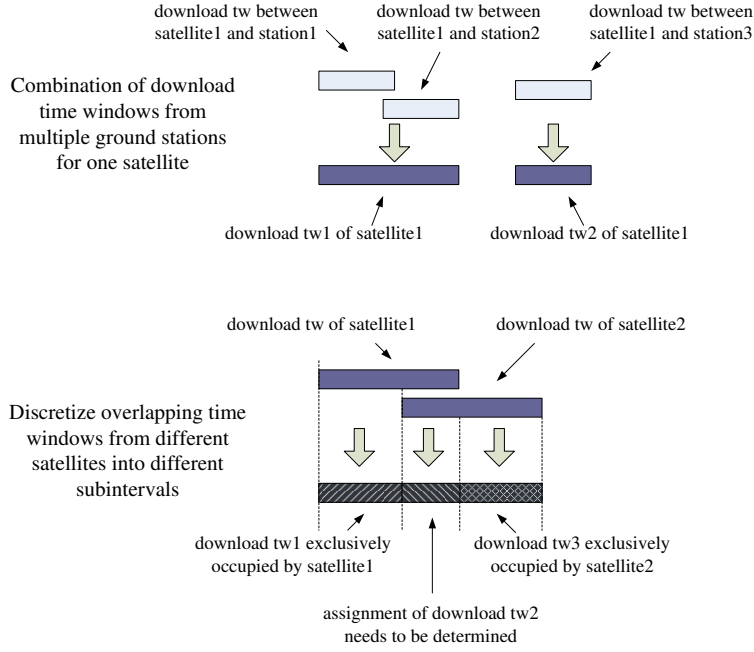 download tw between
satellite1 and station1
download tw between
satellite1 and station2
download tw between
satellite1 and station3
Combination of download
time windows from
multiple ground stations
for one satellite
download tw1 of satellite1
download tw2 of satellite1
download tw of satellite1
download tw of satellite2
Discretize overlapping time
windows from different
satellites into different
subintervals
download tw1 exclusively
occupied by satellite1
download tw3 exclusively
occupied by satellite2
assignment of download tw2
needs to be determined